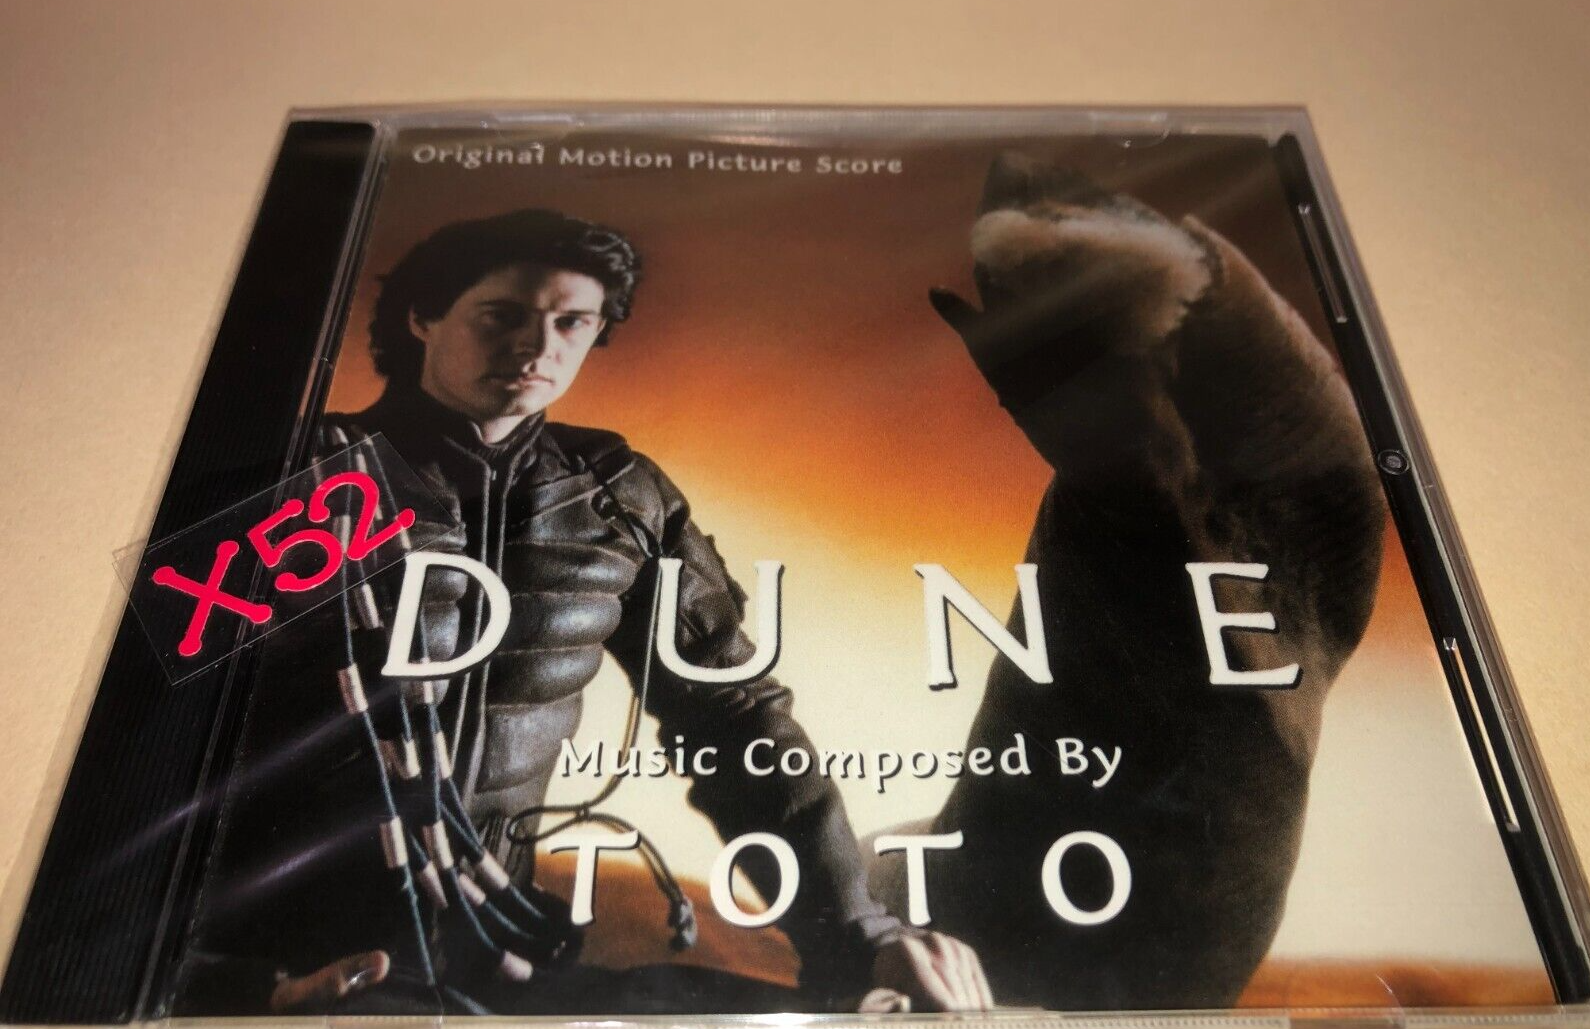 Original Motion Picture Score
X52
DUNE
Music Composed By
TOTO